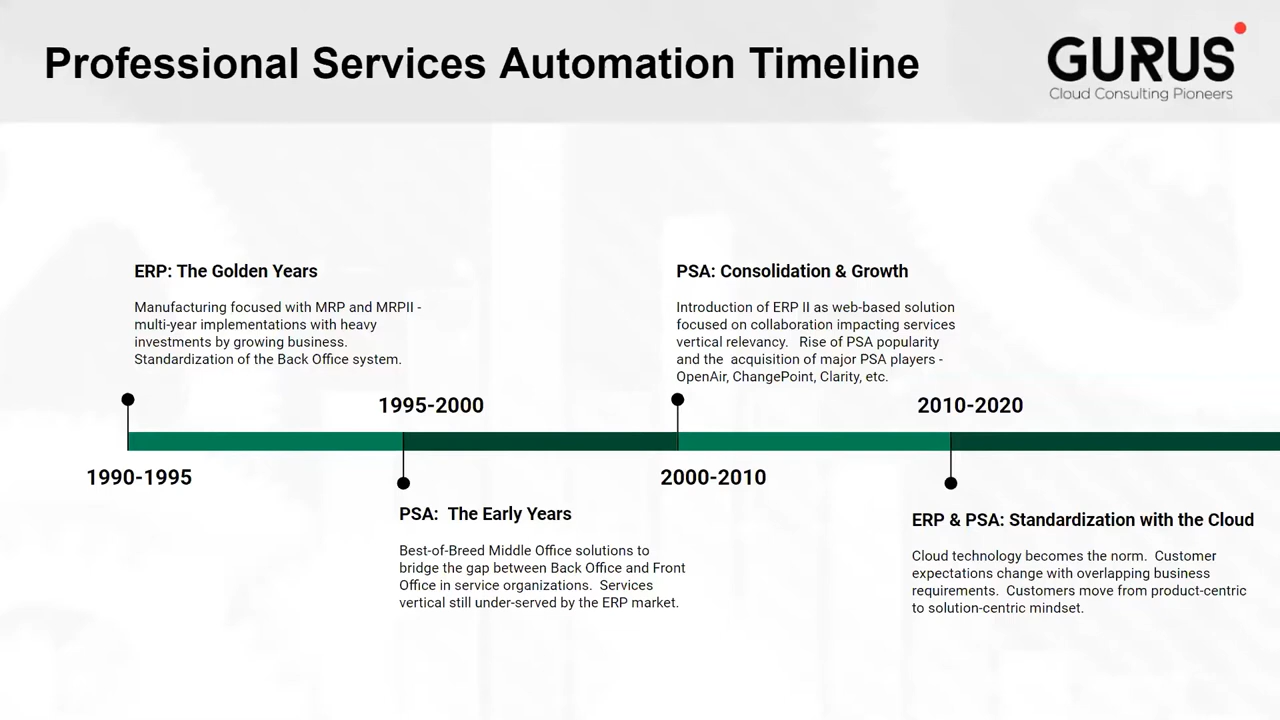 Professional Services Automation Timeline
GURUS
Cloud Consulting Pioneers
ERP: The Golden Years
Manufacturing focused with MRP and MRPII -
multi-year implementations with heavy
investments by growing business.
Standardization of the Back Office system.
1990-1995
1995-2000
PSA:  The Early Years
Best-of-Breed Middle Office solutions to
bridge the gap between Back Office and Front
Office in service organizations.  Services
vertical still under-served by the ERP market.
PSA: Consolidation & Growth
Introduction of ERP II as web-based solution
focused on collaboration impacting services
vertical relevancy.   Rise of PSA popularity
and the  acquisition of major PSA players -
OpenAir, ChangePoint, Clarity, etc.
2000-2010
2010-2020
ERP & PSA: Standardization with the Cloud
Cloud technology becomes the norm.  Customer
expectations change with overlapping business
requirements.  Customers move from product-centric
to solution-centric mindset.